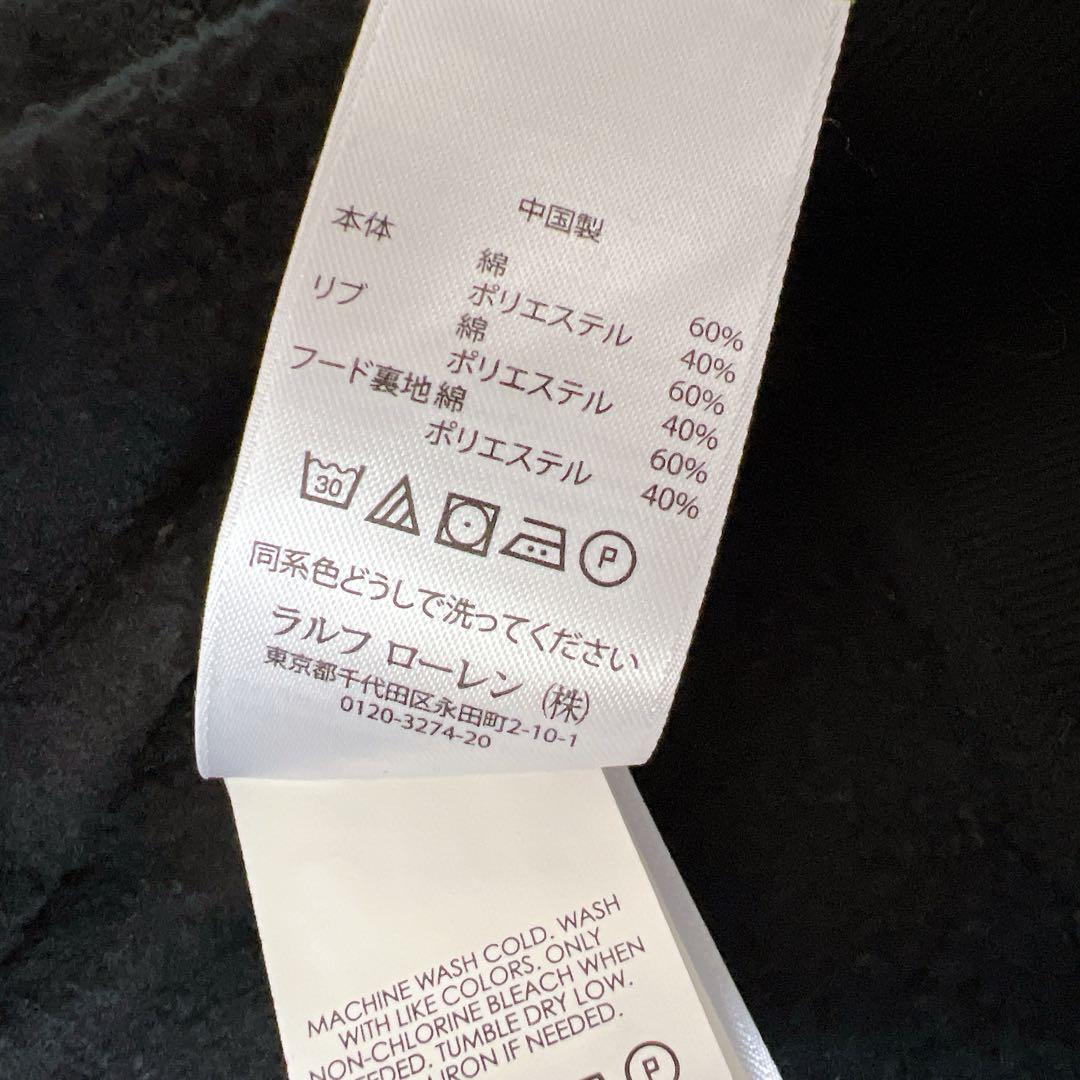 中国製
本体 綿 60%
ポリエステル 40%
リブ 綿 60%
ポリエステル 40%
フード裏地 綿 60%
ポリエステル 40%
30
P
同系色どうしで洗ってください
ラルフ ローレン (株)
東京都千代田区永田町2-10-1
0120-3274-20
MACHINE WASH COLD. WASH
WITH LIKE COLORS. ONLY
NON-CHLORINE BLEACH WHEN
TUMBLE DRY LOW.
IRON IF NEEDED.
P